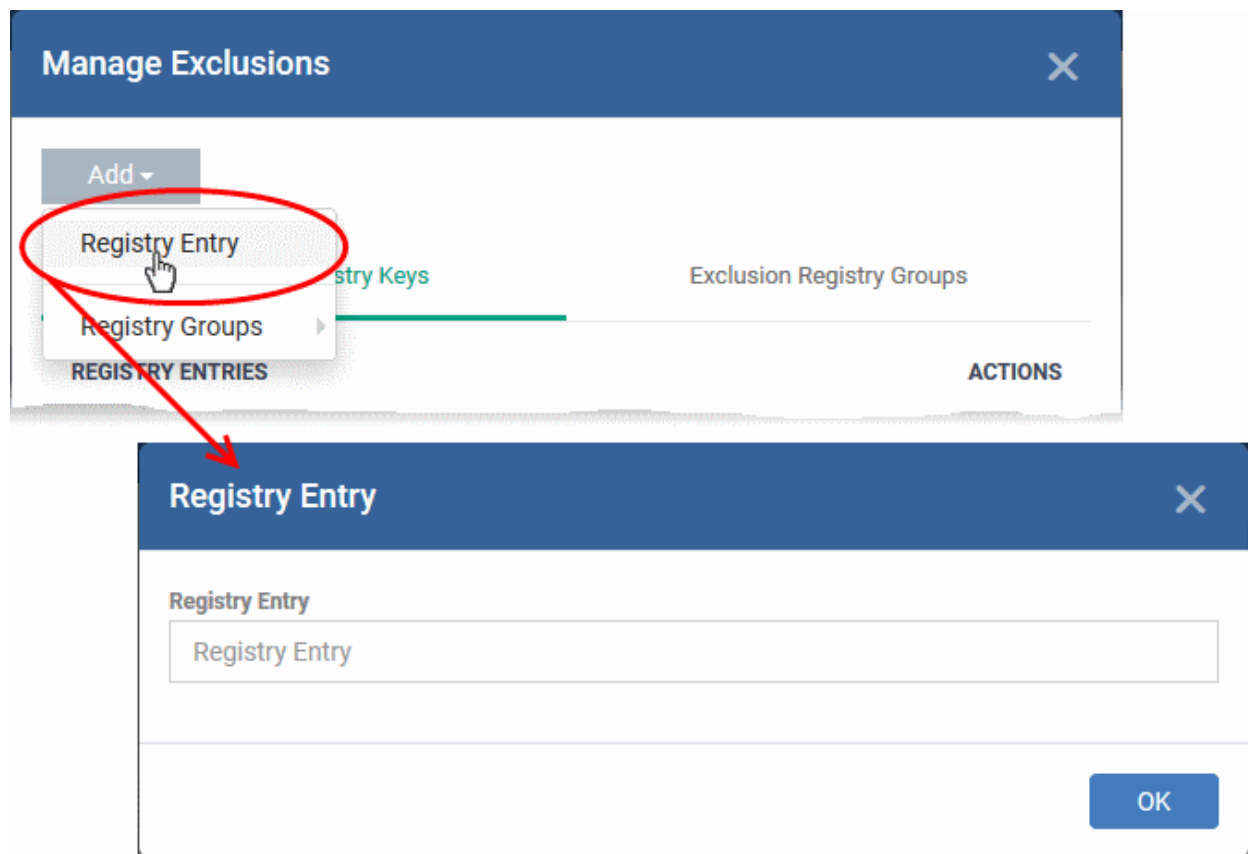 Manage Exclusions
Add
Registry Entry
stry Keys
Exclusion Registry Groups
Registry Groups
REGISTRY ENTRIES
ACTIONS
Registry Entry
Registry Entry
Registry Entry
OK